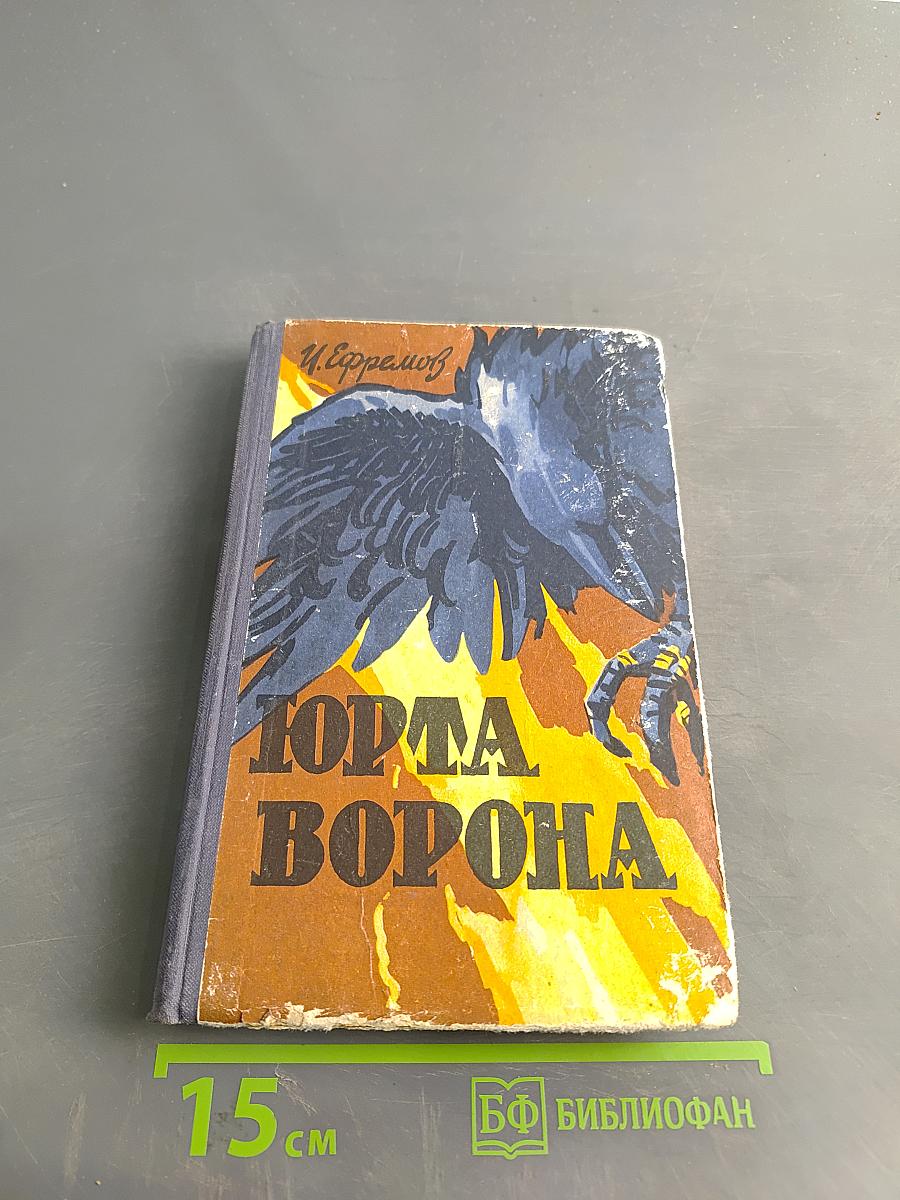 И. Ефремов
ЮРТА
ВОРОНА
15 см
БФ БИБЛИОФАН